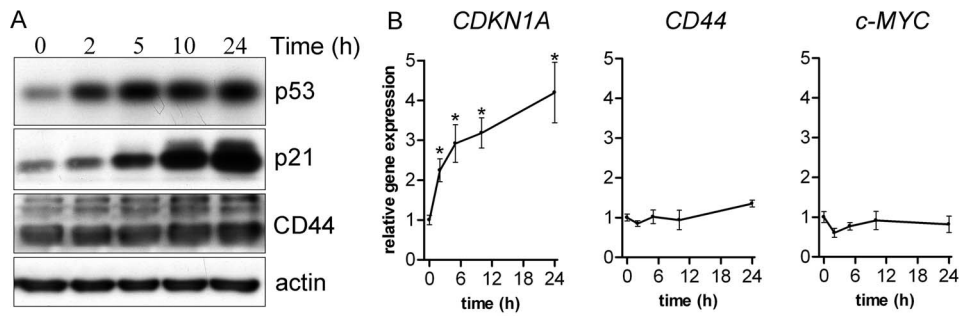 A
0 2 5 10 24 Time (h)
p53
p21
CD44
actin
B
CDKN1A CD44 c-MYC
relative gene expression
5
4
3
2
1
0
* * * *
0 6 12 18 24
time (h)
5
4
3
2
1
0
0 6 12 18 24
time (h)
5
4
3
2
1
0
0 6 12 18 24
time (h)